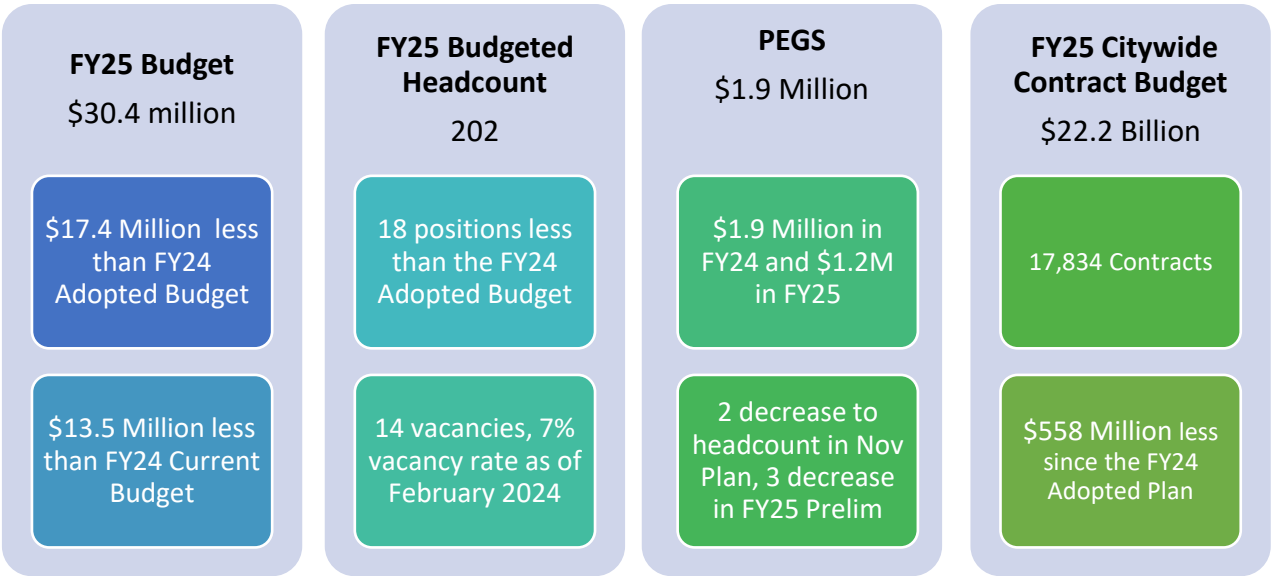 FY25 Budget
$30.4 million
$17.4 Million  less
than FY24
Adopted Budget
$13.5 Million less
than FY24 Current
Budget
FY25 Budgeted
Headcount
202
18 positions less
than the FY24
Adopted Budget
14 vacancies, 7%
vacancy rate as of
February 2024
PEGS
$1.9 Million
$1.9 Million in
FY24 and $1.2M
in FY25
2 decrease to
headcount in Nov
Plan, 3 decrease
in FY25 Prelim
FY25 Citywide
Contract Budget
$22.2 Billion
17,834 Contracts
$558 Million less
since the FY24
Adopted Plan